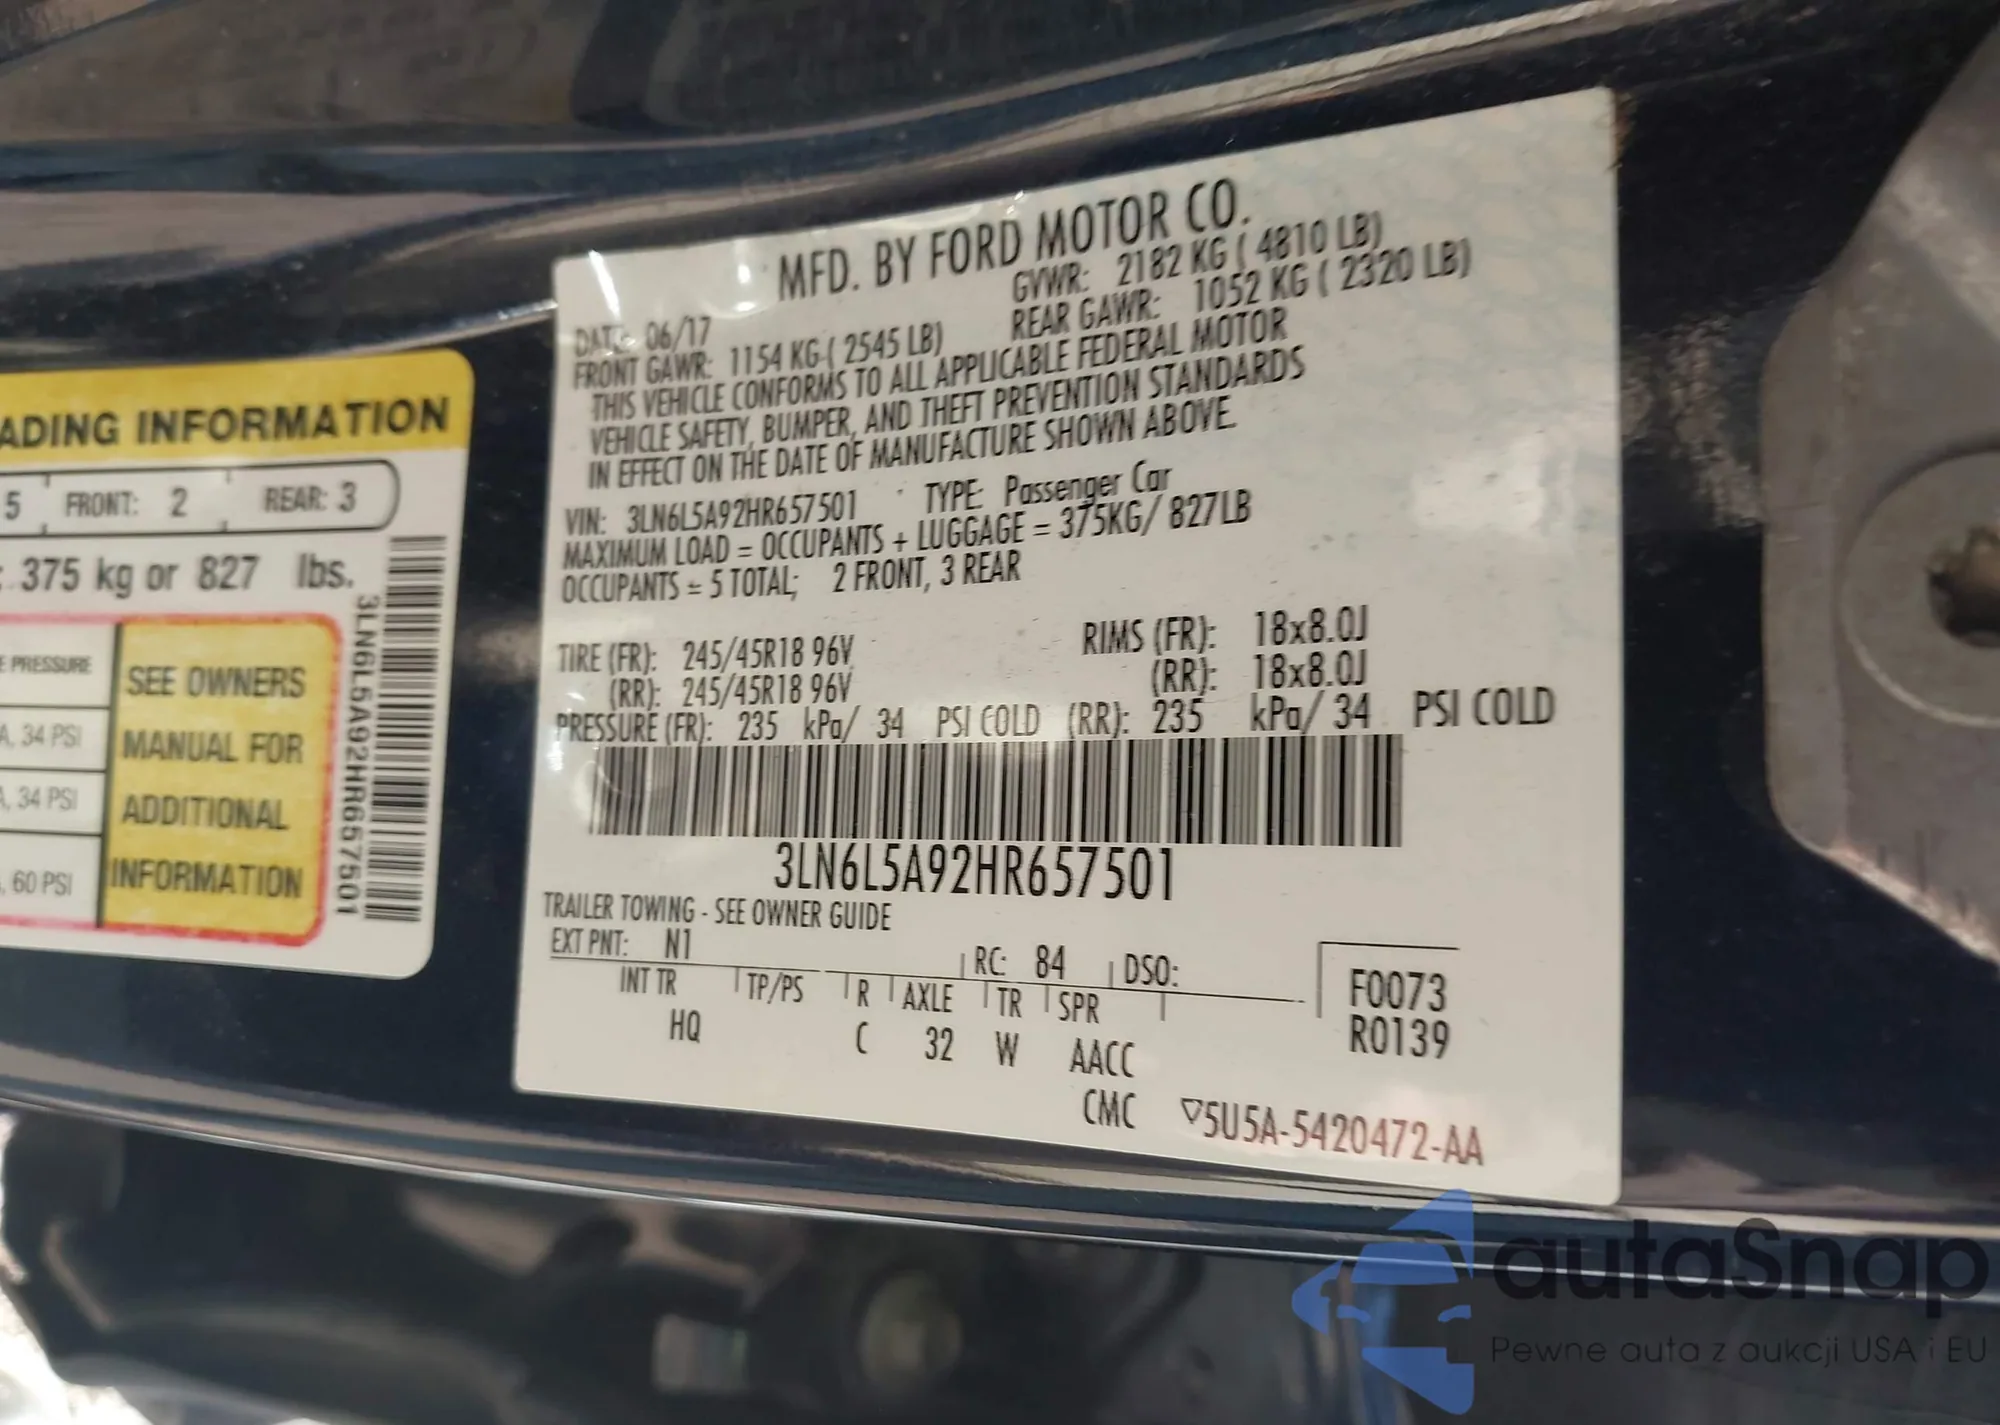 ADING INFORMATION
5 FRONT: 2 REAR: 3
375 kg or 827 lbs.
E PRESSURE
A, 34 PSI
A, 34 PSI
, 60 PSI
SEE OWNERS
MANUAL FOR
ADDITIONAL
INFORMATION
3LN6L5A92HR657501
MFD. BY FORD MOTOR CO.
DATE: 06/17 GVWR: 2182 KG ( 4810 LB)
FRONT GAWR: 1154 KG ( 2545 LB) REAR GAWR: 1052 KG ( 2320 LB)
THIS VEHICLE CONFORMS TO ALL APPLICABLE FEDERAL MOTOR
VEHICLE SAFETY, BUMPER, AND THEFT PREVENTION STANDARDS
IN EFFECT ON THE DATE OF MANUFACTURE SHOWN ABOVE.
VIN: 3LN6L5A92HR657501 TYPE: Passenger Car
MAXIMUM LOAD = OCCUPANTS + LUGGAGE = 375KG/ 827LB
OCCUPANTS = 5 TOTAL; 2 FRONT, 3 REAR
TIRE (FR): 245/45R18 96V RIMS (FR): 18x8.0J
(RR): 245/45R18 96V (RR): 18x8.0J
PRESSURE (FR): 235 kPa/ 34 PSI COLD (RR): 235 kPa/ 34 PSI COLD
3LN6L5A92HR657501
TRAILER TOWING - SEE OWNER GUIDE
EXT PNT: N1 RC: 84 DSO:
INT TR TP/PS R AXLE TR SPR
HQ C 32 W AACC
CMC
F0073
R0139
▽5U5A-5420472-AA
autaSnap
Pewne auta z aukcji USA i EU